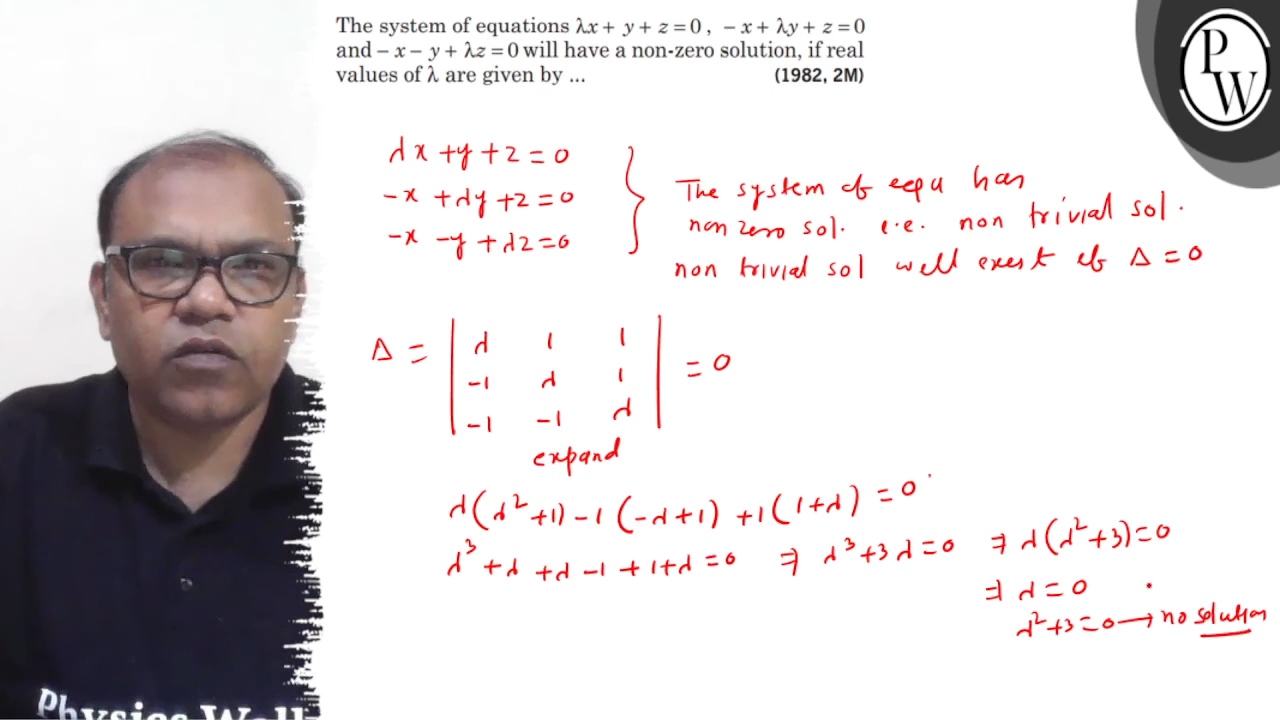 The system of equations λx + y + z = 0 , – x + λy + z = 0
and – x – y + λz = 0 will have a non-zero solution, if real
values of λ are given by ... (1982, 2M)
PW
λx + y + z = 0
-x + λy + z = 0
-x - y + λz = 0
The system of equ has
non zero sol. i.e. non trivial sol.
non trivial sol well exest if Δ = 0
Δ = | λ 1 1 |
| -1 λ 1 | = 0
| -1 -1 λ |
expand
λ(λ²+1) - 1(-λ+1) + 1(1+λ) = 0
λ³ + λ + λ - 1 + 1 + λ = 0 ⇒ λ³ + 3λ = 0 ⇒ λ(λ²+3) = 0
⇒ λ = 0
λ²+3 = 0 → no solution
Physics Wall